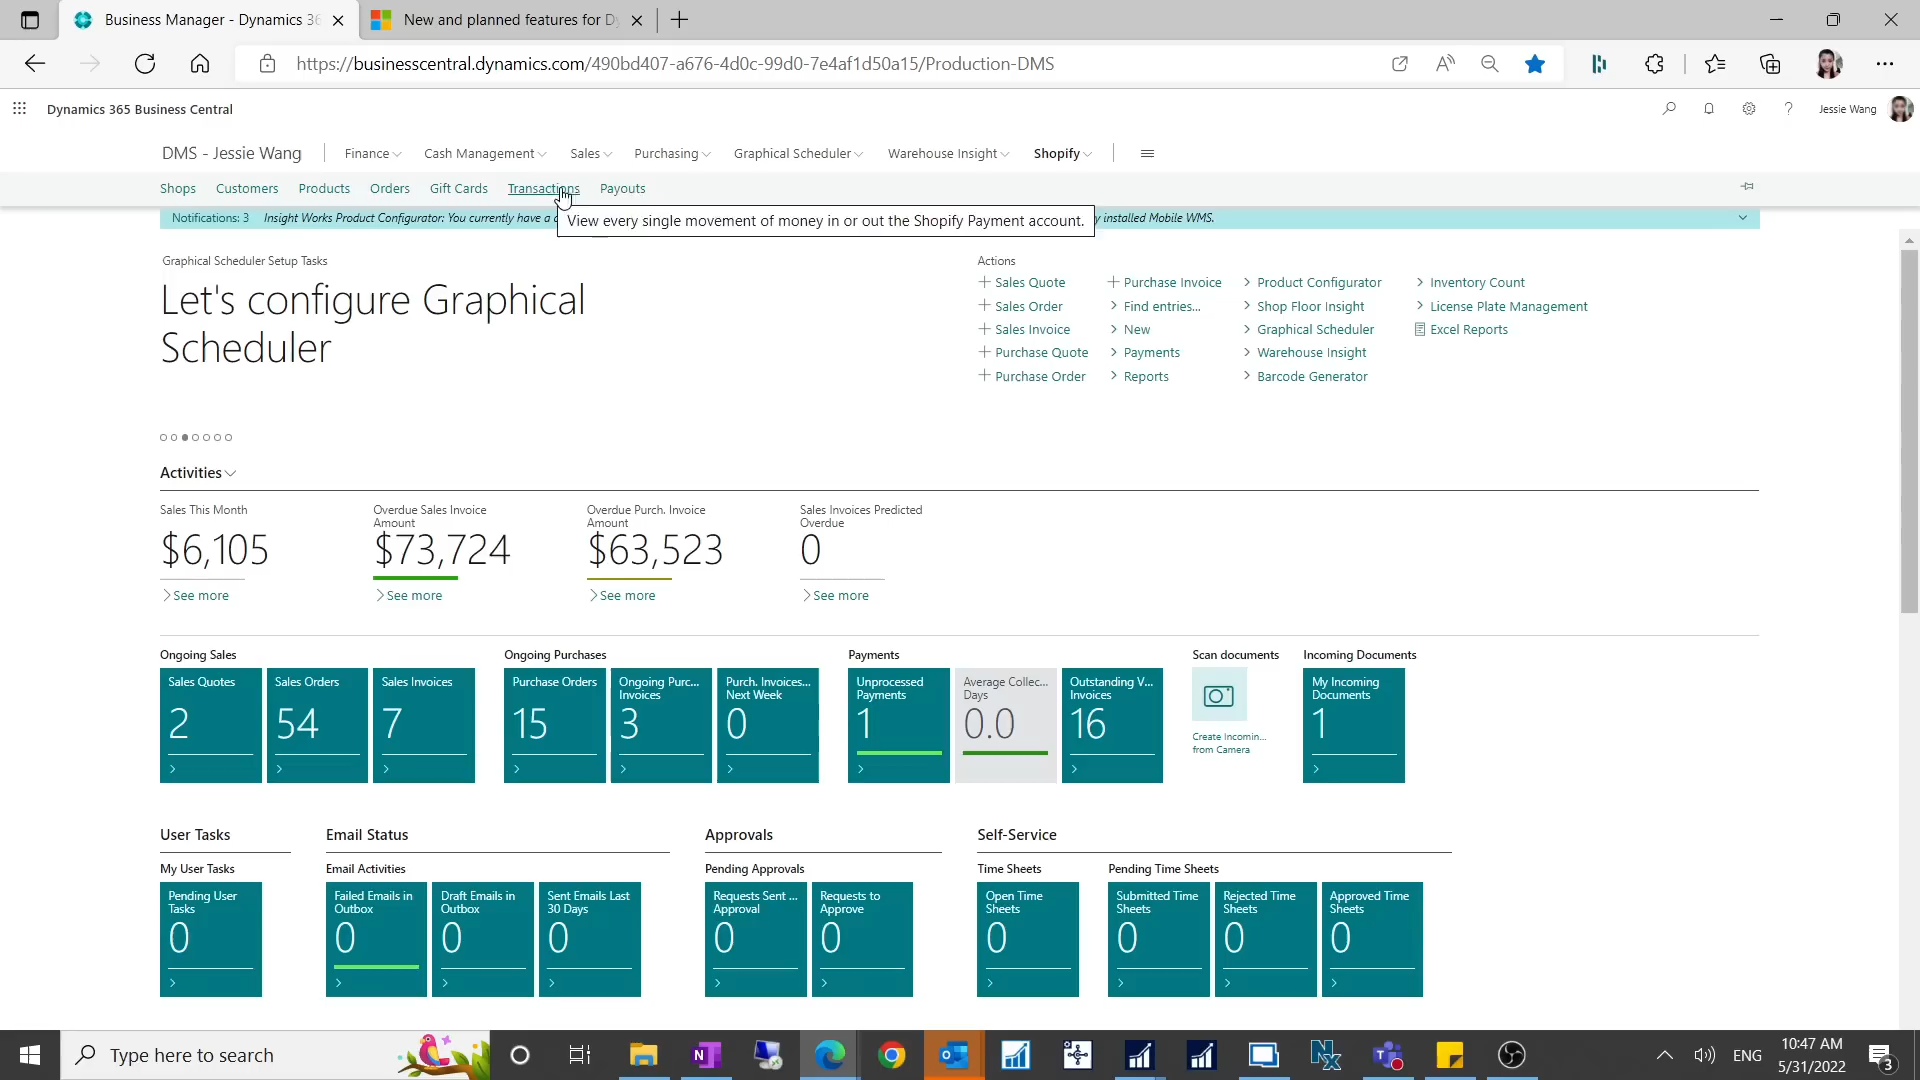 Business Manager - Dynamics 36
New and planned features for Dy
https://businesscentral.dynamics.com/490bd407-a676-4d0c-99d0-7e4af1d50a15/Production-DMS
Dynamics 365 Business Central
Jessie Wang
DMS - Jessie Wang
Finance
Cash Management
Sales
Purchasing
Graphical Scheduler
Warehouse Insight
Shopify
Shops
Customers
Products
Orders
Gift Cards
Transactions
Payouts
Notifications: 3 Insight Works Product Configurator: You currently have a
y installed Mobile WMS.
View every single movement of money in or out the Shopify Payment account.
Graphical Scheduler Setup Tasks
Let's configure Graphical
Scheduler
Actions
Sales Quote
Sales Order
Sales Invoice
Purchase Quote
Purchase Order
Purchase Invoice
Find entries...
New
Payments
Reports
Product Configurator
Shop Floor Insight
Graphical Scheduler
Warehouse Insight
Barcode Generator
Inventory Count
License Plate Management
Excel Reports
Activities
Sales This Month
$6,105
See more
Overdue Sales Invoice
Amount
$73,724
See more
Overdue Purch. Invoice
Amount
$63,523
See more
Sales Invoices Predicted
Overdue
0
See more
Ongoing Sales
Sales Quotes
2
Sales Orders
54
Sales Invoices
7
Ongoing Purchases
Purchase Orders
15
Ongoing Purc...
Invoices
3
Purch. Invoices...
Next Week
0
Payments
Unprocessed
Payments
1
Average Collec...
Days
0.0
Outstanding V...
Invoices
16
Scan documents
Create Incomin...
from Camera
Incoming Documents
My Incoming
Documents
1
User Tasks
My User Tasks
Pending User
Tasks
0
Email Status
Email Activities
Failed Emails in
Outbox
0
Draft Emails in
Outbox
0
Sent Emails Last
30 Days
0
Approvals
Pending Approvals
Requests Sent ...
Approval
0
Requests to
Approve
0
Self-Service
Time Sheets
Open Time
Sheets
0
Pending Time Sheets
Submitted Time
Sheets
0
Rejected Time
Sheets
0
Approved Time
Sheets
0
Type here to search
ENG
10:47 AM
5/31/2022
3